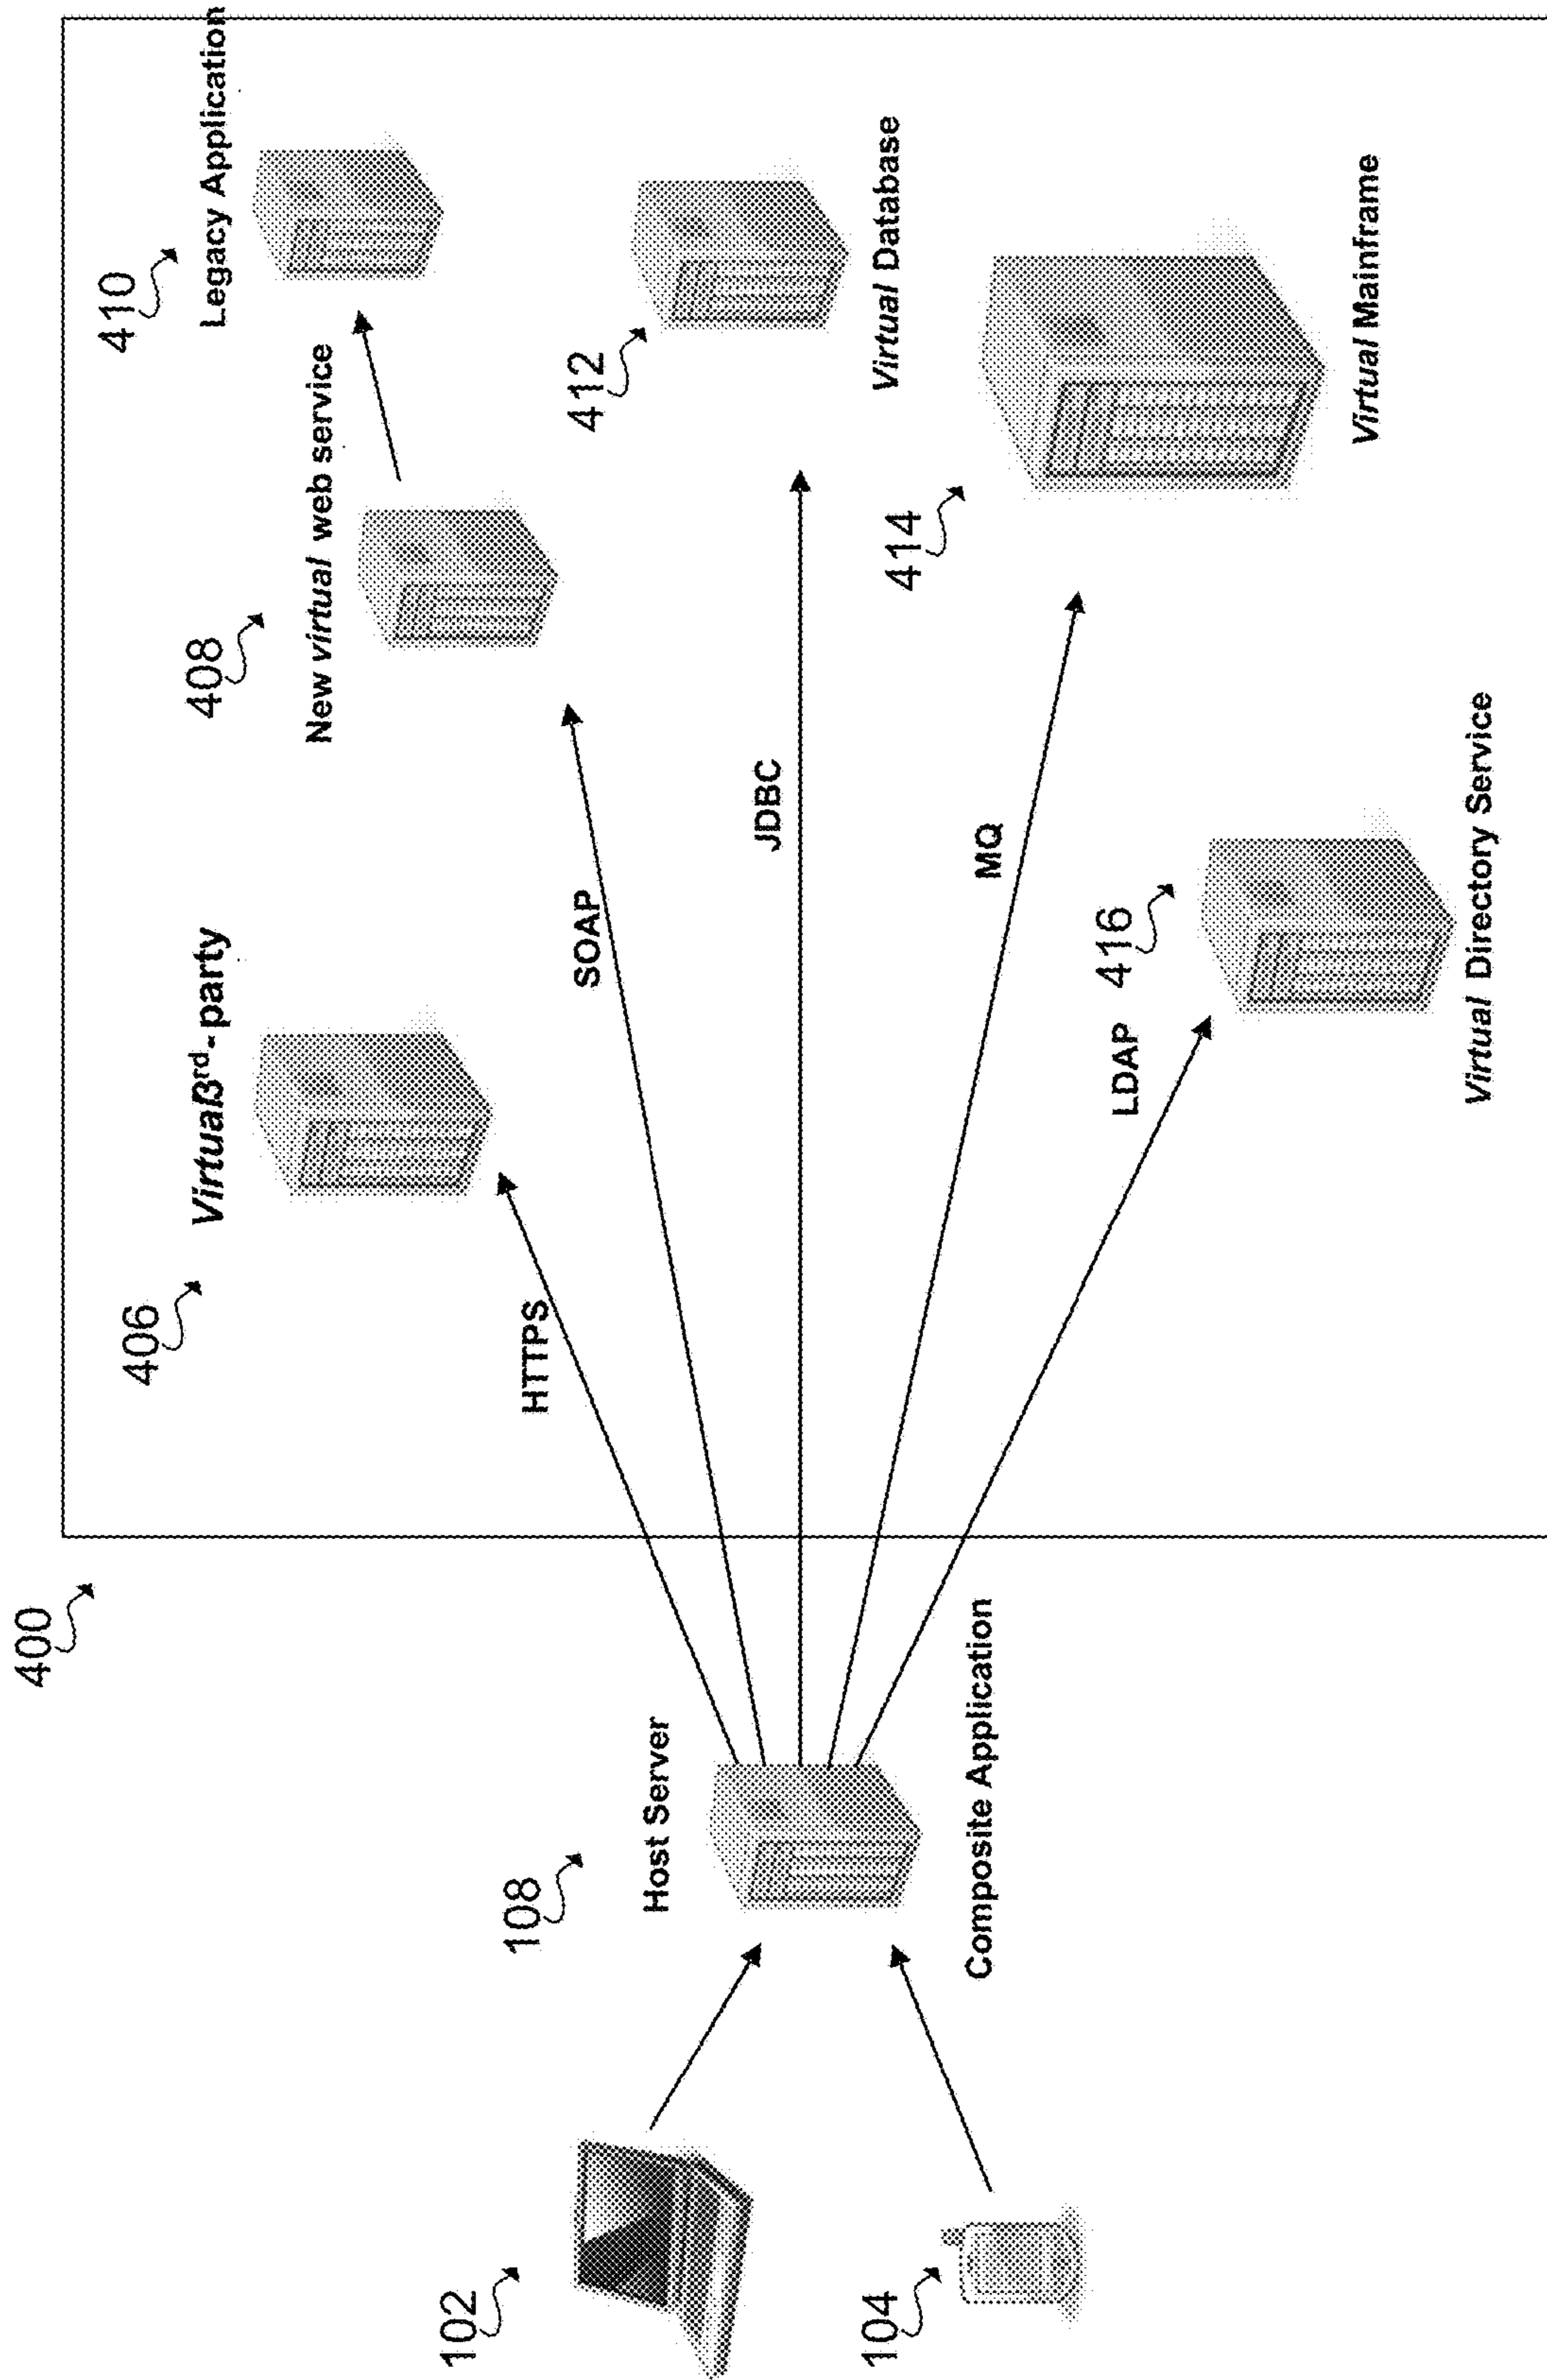 400
410
Legacy Application
406
Virtual3rd-party
408
New virtual web service
HTTPS
SOAP
412
Virtual Database
108
Host Server
JDBC
102
414
MQ
Virtual Mainframe
104
Composite Application
LDAP
416
Virtual Directory Service